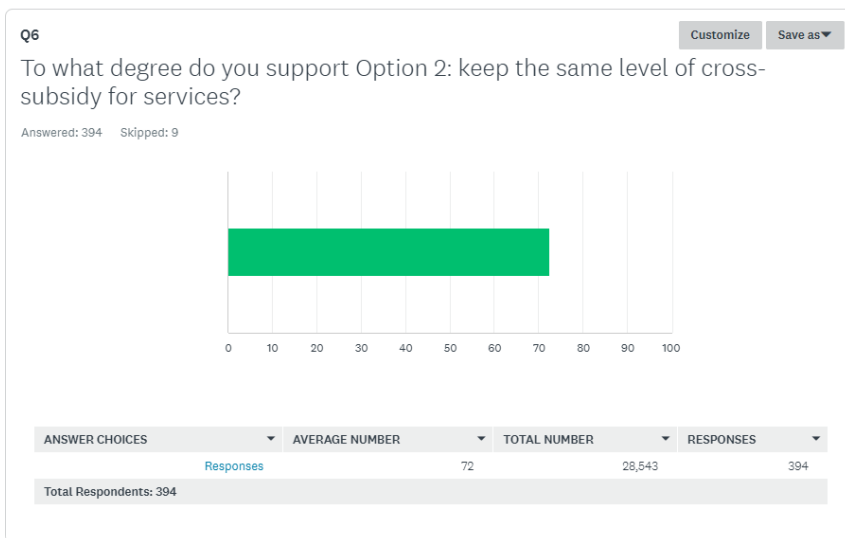 Q6
Customize
Save as
To what degree do you support Option 2: keep the same level of cross-
subsidy for services?
Answered: 394 Skipped: 9
0 10 20 30 40 50 60 70 80 90 100
ANSWER CHOICES AVERAGE NUMBER TOTAL NUMBER RESPONSES
Responses 72 28,543 394
Total Respondents: 394